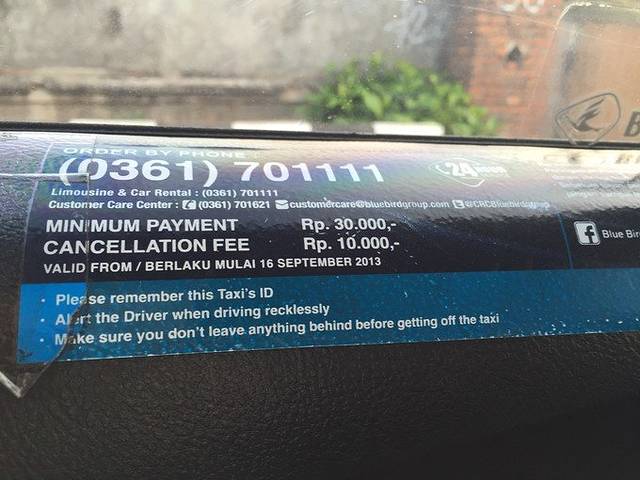 ORDER BY PHONE
(0361) 701111
24 HOUR
Limousine & Car Rental : (0361) 701111
Customer Care Center : (0361) 701621 customercare@bluebirdgroup.com @CRCBluebirdgroup
MINIMUM PAYMENT Rp. 30.000,-
CANCELLATION FEE Rp. 10.000,-
VALID FROM / BERLAKU MULAI 16 SEPTEMBER 2013
f Blue Bir
• Please remember this Taxi's ID
• Alert the Driver when driving recklessly
• Make sure you don't leave anything behind before getting off the taxi